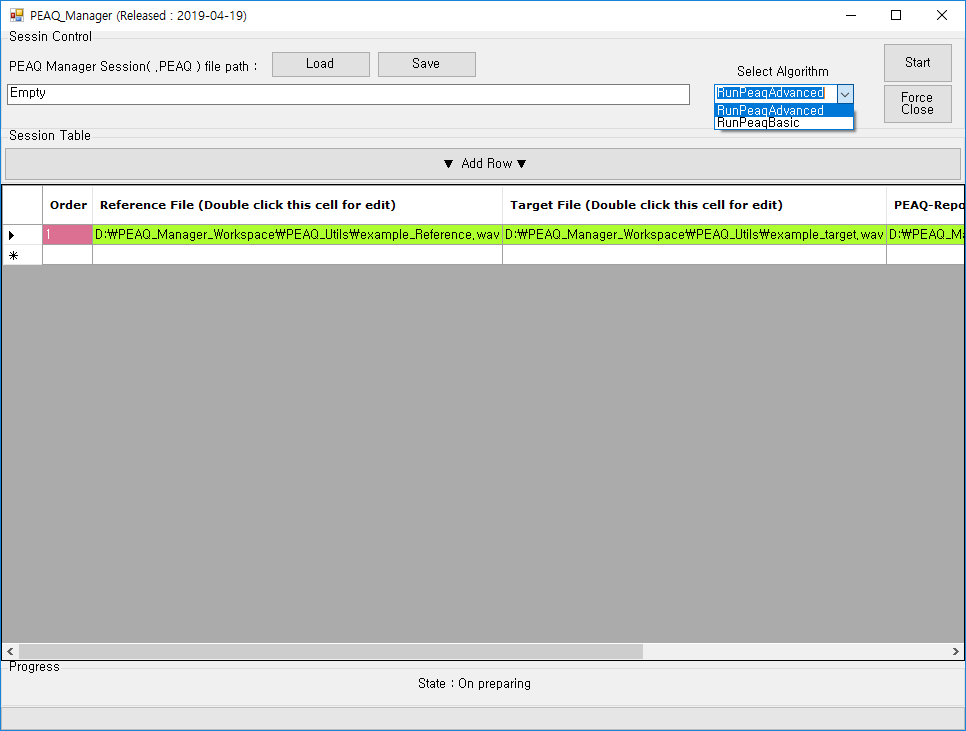 PEAQ_Manager (Released : 2019-04-19)
Sessin Control
PEAQ Manager Session( .PEAQ ) file path :
Load
Save
Select Algorithm
Start
Empty
RunPeaqAdvanced
Force
Close
RunPeaqAdvanced
RunPeaqBasic
Session Table
▼ Add Row ▼
Order
Reference File (Double click this cell for edit)
Target File (Double click this cell for edit)
PEAQ-Repo
1
D:₩PEAQ_Manager_Workspace₩PEAQ_Utils₩example_Reference.wav
D:₩PEAQ_Manager_Workspace₩PEAQ_Utils₩example_target.wav
D:₩PEAQ_Ma
Progress
State : On preparing